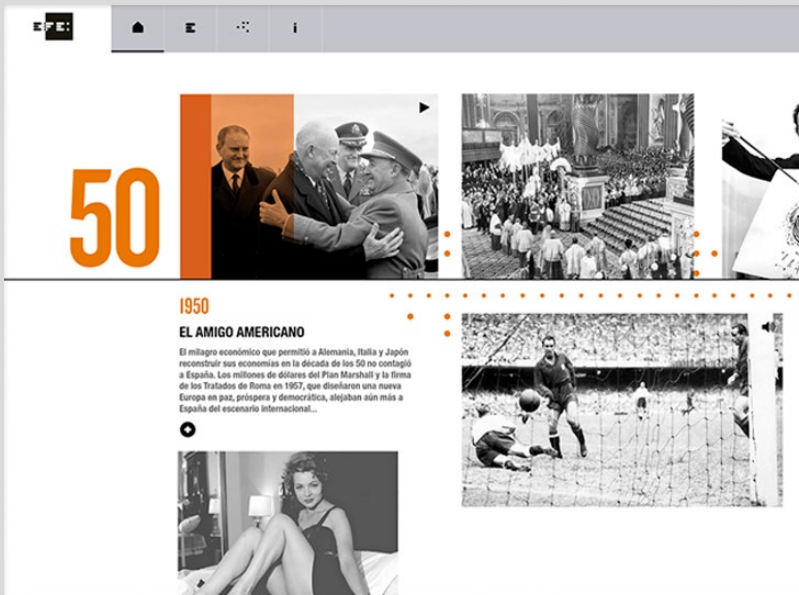 EFE:
50
1950
EL AMIGO AMERICANO
El milagro económico que permitió a Alemania, Italia y Japón
reconstruir sus economías en la década de los 50 no contagió
a España. Los millones de dólares del Plan Marshall y la firma
de los Tratados de Roma en 1957, que diseñaron una nueva
Europa en paz, próspera y democrática, alejaban aún más a
España del escenario internacional...